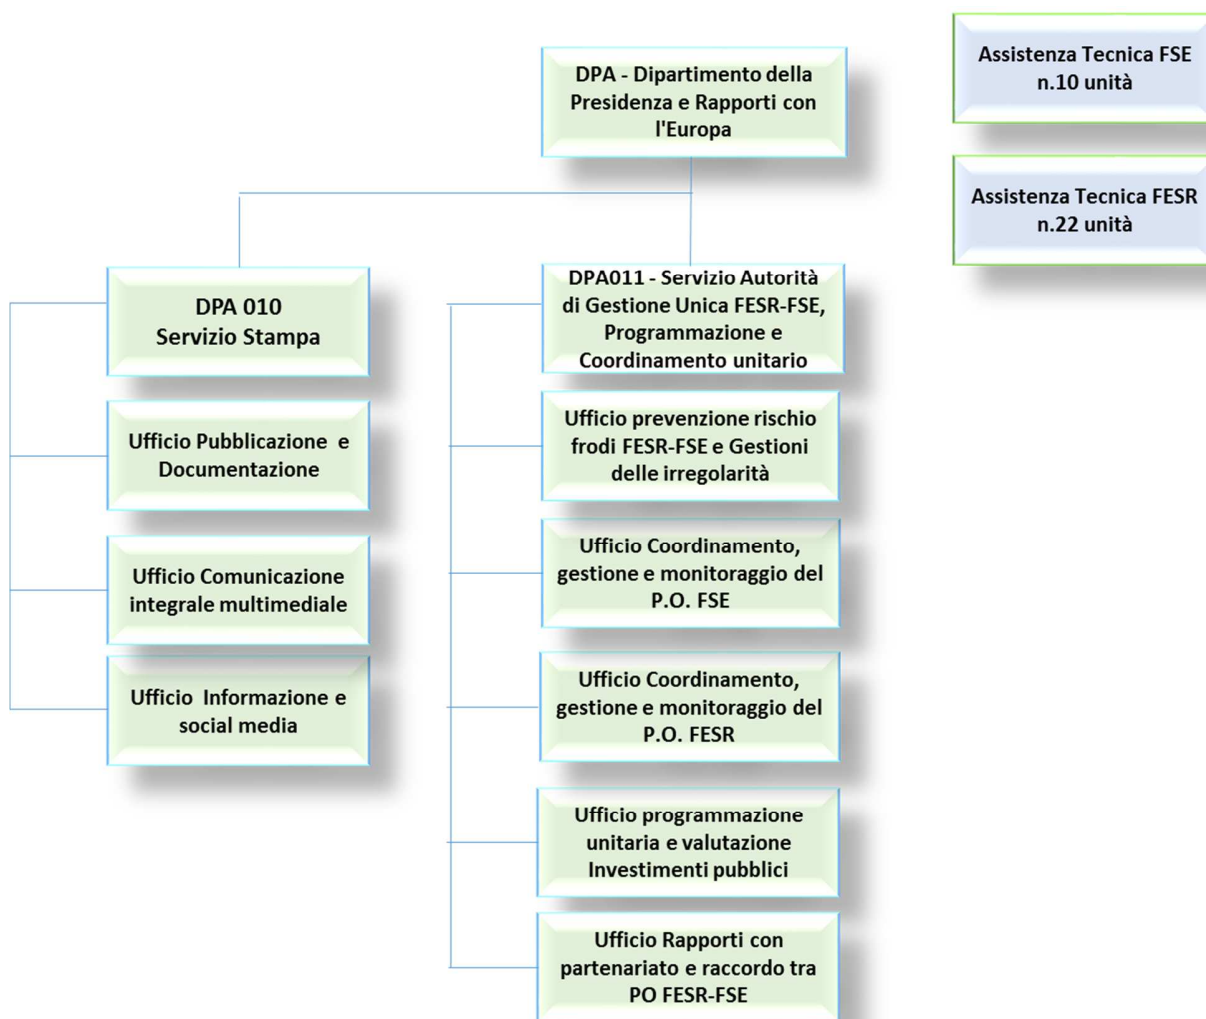 DPA - Dipartimento della
Presidenza e Rapporti con
l'Europa
Assistenza Tecnica FSE
n.10 unità
Assistenza Tecnica FESR
n.22 unità
DPA 010
Servizio Stampa
Ufficio Pubblicazione e
Documentazione
Ufficio Comunicazione
integrale multimediale
Ufficio Informazione e
social media
DPA011 - Servizio Autorità
di Gestione Unica FESR-FSE,
Programmazione e
Coordinamento unitario
Ufficio prevenzione rischio
frodi FESR-FSE e Gestioni
delle irregolarità
Ufficio Coordinamento,
gestione e monitoraggio del
P.O. FSE
Ufficio Coordinamento,
gestione e monitoraggio del
P.O. FESR
Ufficio programmazione
unitaria e valutazione
Investimenti pubblici
Ufficio Rapporti con
partenariato e raccordo tra
PO FESR-FSE